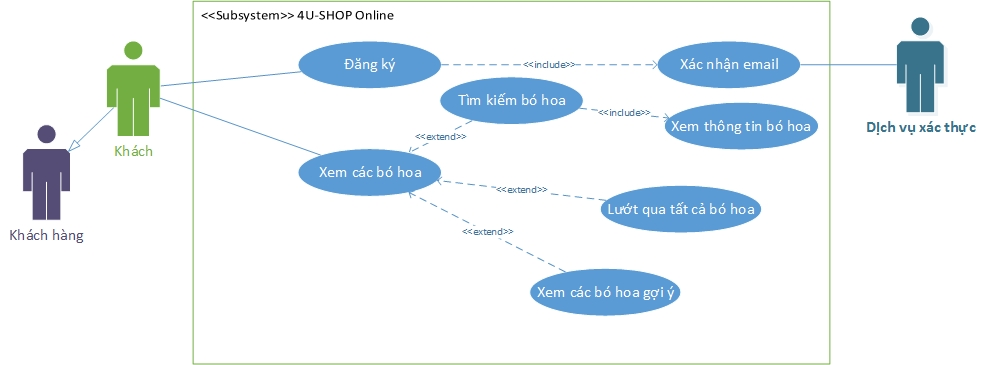 <<Subsystem>> 4U-SHOP Online
Đăng ký
<<include>>
Xác nhận email
Tìm kiếm bó hoa
<<include>>
Xem thông tin bó hoa
Dịch vụ xác thực
<<extend>>
Khách
Xem các bó hoa
<<extend>>
Lướt qua tất cả bó hoa
Khách hàng
<<extend>>
Xem các bó hoa gợi ý